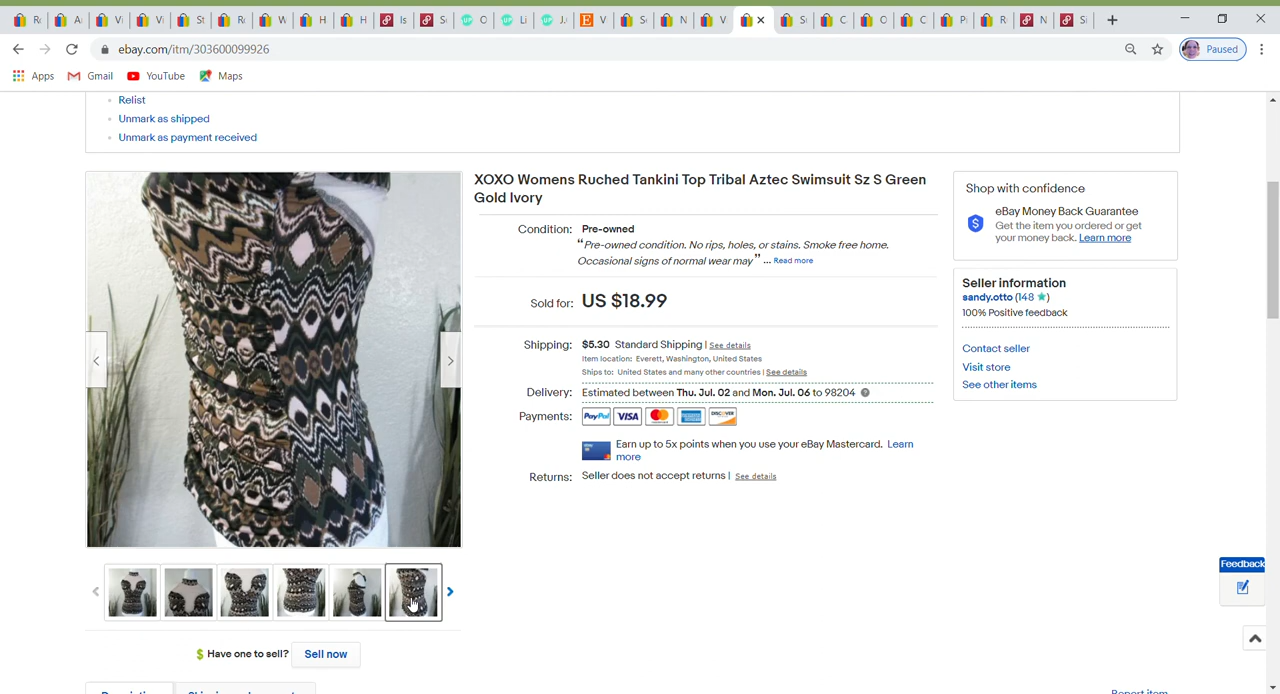 Paused
ebay.com/itm/303600099926
Apps
Gmail
YouTube
Maps
Relist
Unmark as shipped
Unmark as payment received
XOXO Womens Ruched Tankini Top Tribal Aztec Swimsuit Sz S Green
Gold Ivory
Condition: Pre-owned
“Pre-owned condition. No rips, holes, or stains. Smoke free home.
Occasional signs of normal wear may” ... Read more
Sold for: US $18.99
Shipping: $5.30 Standard Shipping | See details
Item location: Everett, Washington, United States
Ships to: United States and many other countries | See details
Delivery: Estimated between Thu. Jul. 02 and Mon. Jul. 06 to 98204
Payments: PayPal VISA
DISCOVER
Earn up to 5x points when you use your eBay Mastercard. Learn
more
Returns: Seller does not accept returns | See details
Shop with confidence
eBay Money Back Guarantee
Get the item you ordered or get
your money back. Learn more
Seller information
sandy.otto (148)
100% Positive feedback
Contact seller
Visit store
See other items
Feedback
Have one to sell? Sell now
Report item